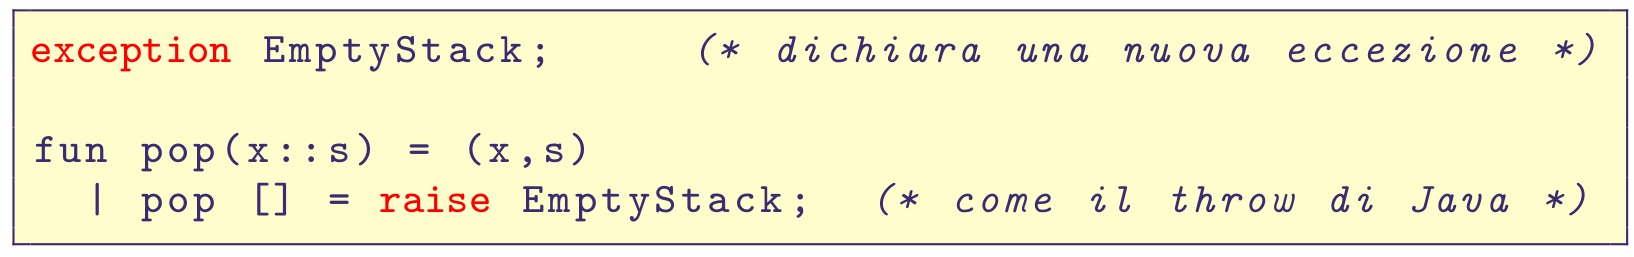 exception EmptyStack;     (* dichiara una nuova eccezione *)
fun pop(x::s) = (x,s)
  | pop [] = raise EmptyStack;  (* come il throw di Java *)